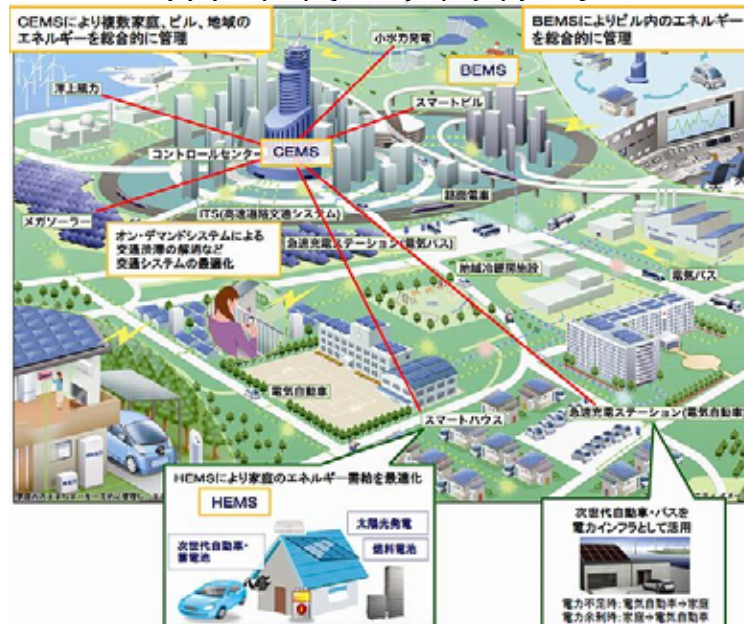 CEMSにより複数家庭、ビル、地域の
エネルギーを総合的に管理
BEMSによりビル内のエネルギー
を総合的に管理
小水力発電
BEMS
洋上風力
スマートビル
コントロールセンター
CEMS
路面電車
メガソーラー
ITS(高速道路交通システム)
オン・デマンドシステムによる
交通渋滞の解消など
交通システムの最適化
急速充電ステーション(電気バス)
地域冷暖房施設
電気バス
電気自動車
スマートハウス
急速充電ステーション(電気自動車
HEMSにより家庭のエネルギー需給を最適化
HEMS
太陽光発電
次世代自動車・
蓄電池
燃料電池
次世代自動車・バスを
電力インフラとして活用
電力不足時:電気自動車→家庭
電力余剰時:家庭→電気自動車